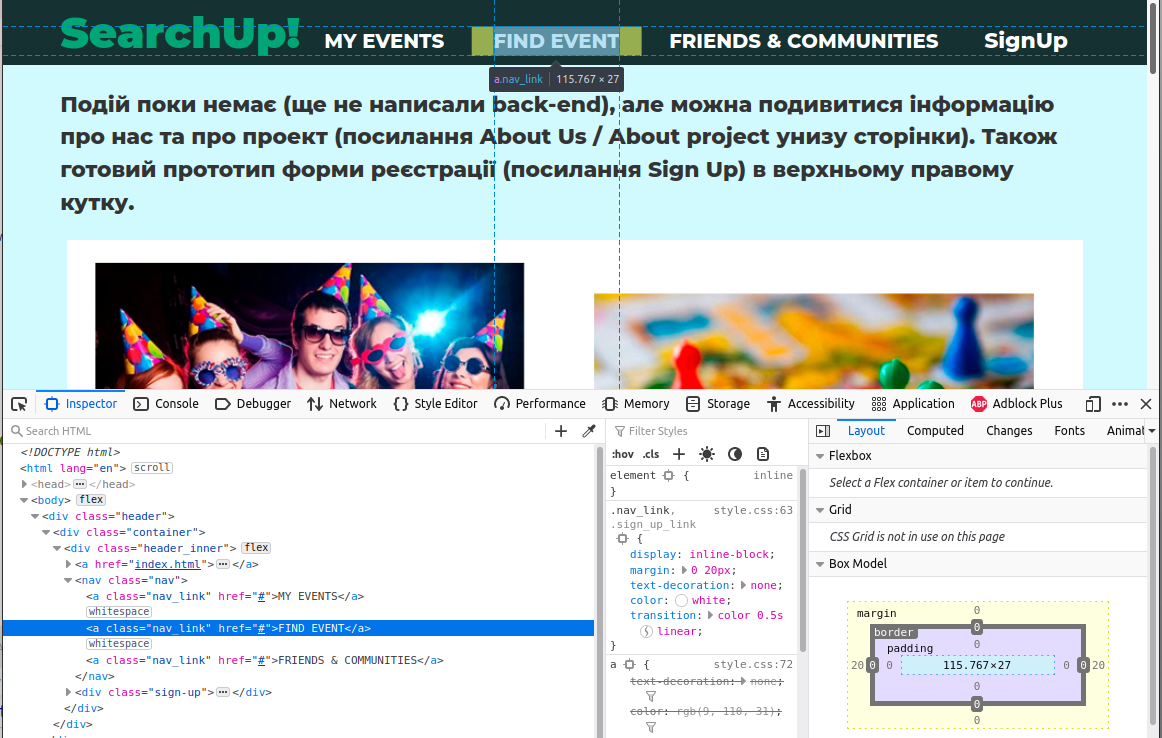 SearchUp!
MY EVENTS
FIND EVENT
FRIENDS & COMMUNITIES
SignUp
a.nav_link 115.767 × 27
Подій поки немає (ще не написали back-end), але можна подивитися інформацію
про нас та про проект (посилання About Us / About project унизу сторінки). Також
готовий прототип форми реєстрації (посилання Sign Up) в верхньому правому
кутку.
Inspector
Console
Debugger
Network
Style Editor
Performance
Memory
Storage
Accessibility
Application
ABP Adblock Plus
Search HTML
<!DOCTYPE html>
<html lang="en"> scroll
<head> </head>
<body> flex
<div class="header">
<div class="container">
<div class="header_inner"> flex
<a href="index.html"> </a>
<nav class="nav">
<a class="nav_link" href="#">MY EVENTS</a>
whitespace
<a class="nav_link" href="#">FIND EVENT</a>
whitespace
<a class="nav_link" href="#">FRIENDS & COMMUNITIES</a>
</nav>
<div class="sign-up"> </div>
</div>
</div>
Filter Styles
:hov .cls
element { inline
}
.nav_link, style.css:63
.sign_up_link
{
display: inline-block;
margin: 0 20px;
text-decoration: none;
color: white;
transition: color 0.5s
linear;
}
a { style.css:72
text-decoration: none;
color: rgb(9, 110, 31);
Layout
Computed
Changes
Fonts
Animat
Flexbox
Select a Flex container or item to continue.
Grid
CSS Grid is not in use on this page
Box Model
margin 0
border 0
padding 0
20 0 0 115.767×27 0 0 20
0
0
0